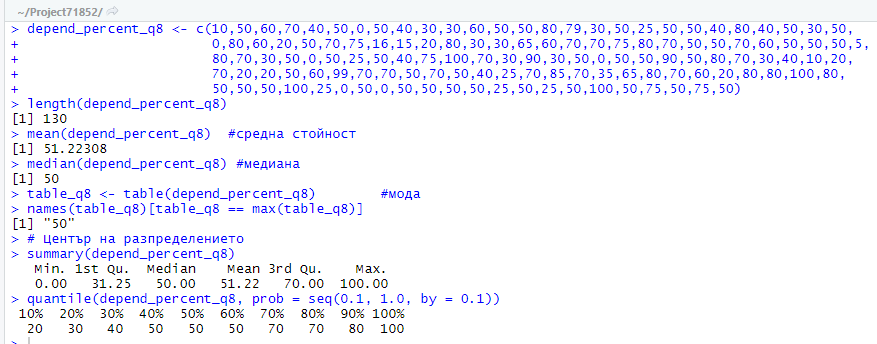 ~/Project71852/
> depend_percent_q8 <- c(10,50,60,70,40,50,0,50,40,30,30,60,50,50,80,79,30,50,25,50,50,40,80,40,50,30,50,
+ 0,80,60,20,50,70,75,16,15,20,80,30,30,65,60,70,70,75,80,70,50,50,70,60,50,50,50,5,
+ 80,70,30,50,0,50,25,50,40,75,100,70,30,90,30,50,0,50,50,90,50,80,70,30,40,10,20,
+ 70,20,20,50,60,99,70,70,50,70,50,40,25,70,85,70,35,65,80,70,60,20,80,80,100,80,
+ 50,50,50,100,25,0,50,0,50,50,50,50,25,50,25,50,100,50,75,50,75,50)
> length(depend_percent_q8)
[1] 130
> mean(depend_percent_q8) #средна стойност
[1] 51.22308
> median(depend_percent_q8) #медиана
[1] 50
> table_q8 <- table(depend_percent_q8) #мода
> names(table_q8)[table_q8 == max(table_q8)]
[1] "50"
> # Център на разпределението
> summary(depend_percent_q8)
Min. 1st Qu. Median Mean 3rd Qu. Max.
0.00 31.25 50.00 51.22 70.00 100.00
> quantile(depend_percent_q8, prob = seq(0.1, 1.0, by = 0.1))
10% 20% 30% 40% 50% 60% 70% 80% 90% 100%
20 30 40 50 50 50 70 70 80 100
>